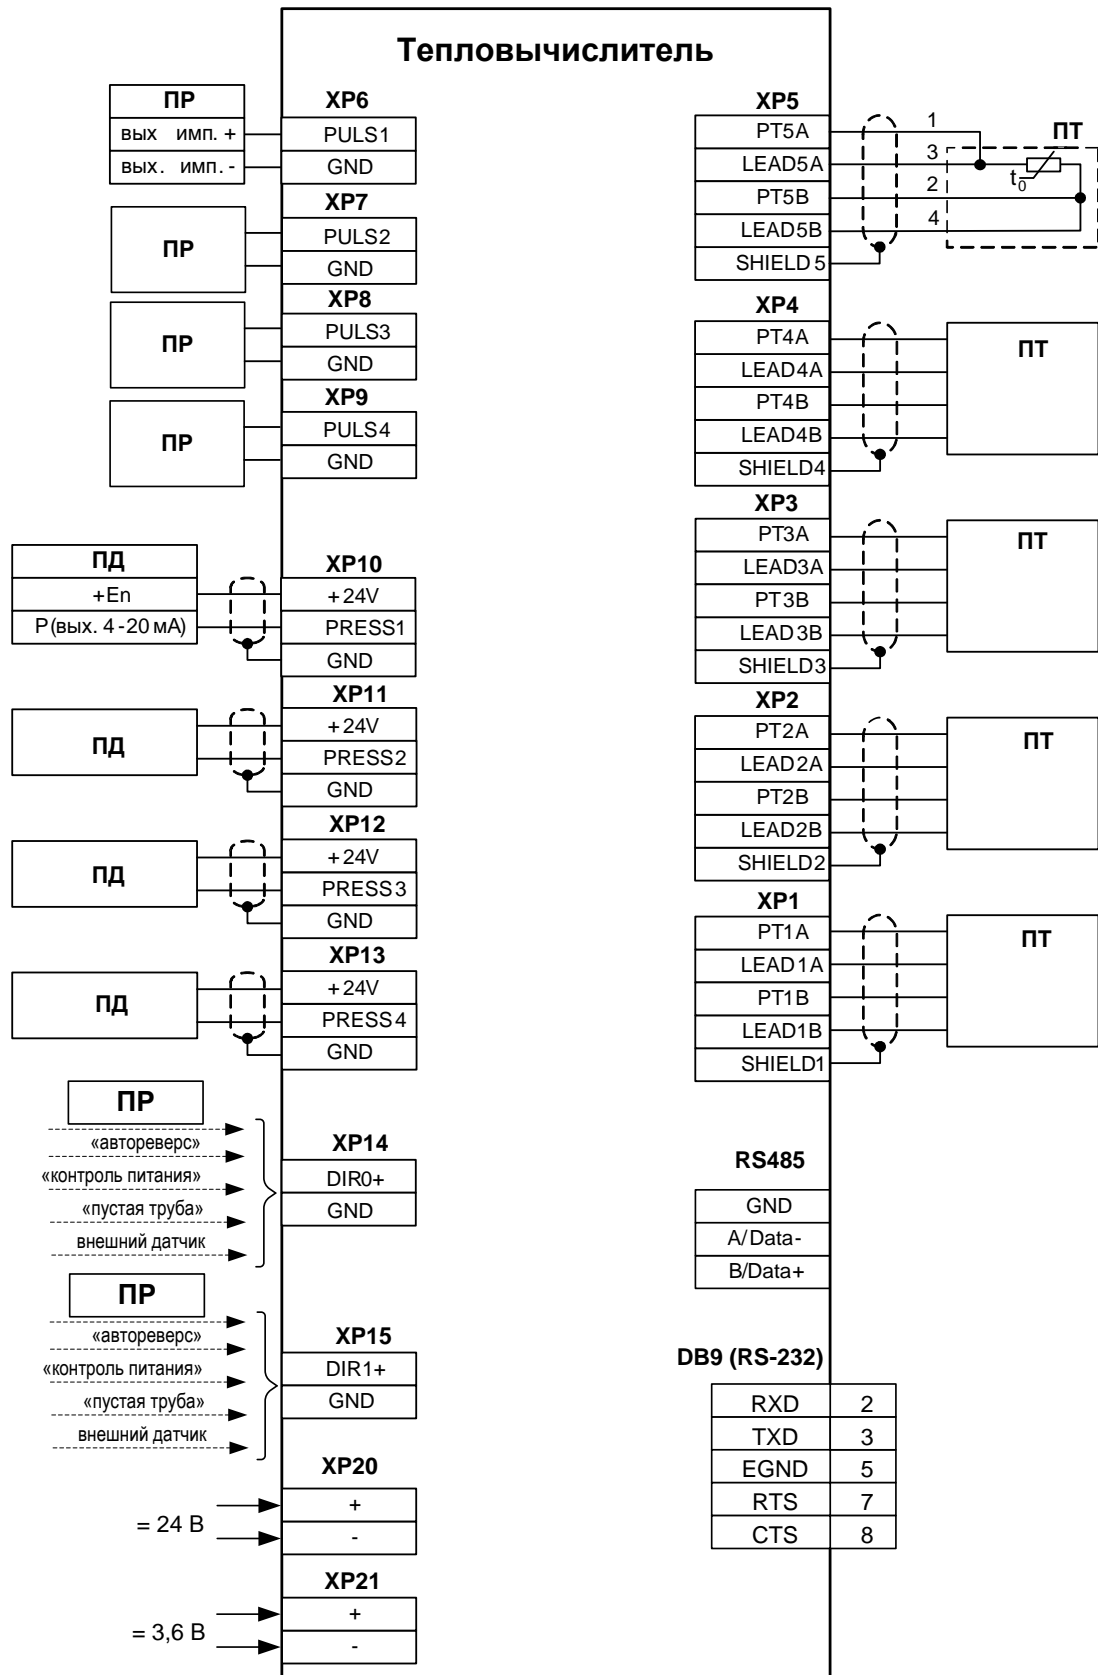 Тепловычислитель
XP6
ПР
вых имп. +
вых. имп. -
PULS1
GND
XP7
ПР
PULS2
GND
XP8
ПР
PULS3
GND
XP9
ПР
PULS4
GND
XP10
ПД
+En
P(вых. 4-20 мА)
+24V
PRESS1
GND
XP11
ПД
+24V
PRESS2
GND
XP12
ПД
+24V
PRESS3
GND
XP13
ПД
+24V
PRESS4
GND
ПР
«автореверс»
«контроль питания»
«пустая труба»
внешний датчик
XP14
DIR0+
GND
ПР
«автореверс»
«контроль питания»
«пустая труба»
внешний датчик
XP15
DIR1+
GND
XP20
= 24 В
+
-
XP21
= 3,6 В
+
-
XP5
PT5A
LEAD5A
PT5B
LEAD5B
SHIELD5
1
3
2
4
ПТ
t0
XP4
PT4A
LEAD4A
PT4B
LEAD4B
SHIELD4
ПТ
XP3
PT3A
LEAD3A
PT3B
LEAD3B
SHIELD3
ПТ
XP2
PT2A
LEAD2A
PT2B
LEAD2B
SHIELD2
ПТ
XP1
PT1A
LEAD1A
PT1B
LEAD1B
SHIELD1
ПТ
RS485
GND
A/Data-
B/Data+
DB9 (RS-232)
RXD 2
TXD 3
EGND 5
RTS 7
CTS 8